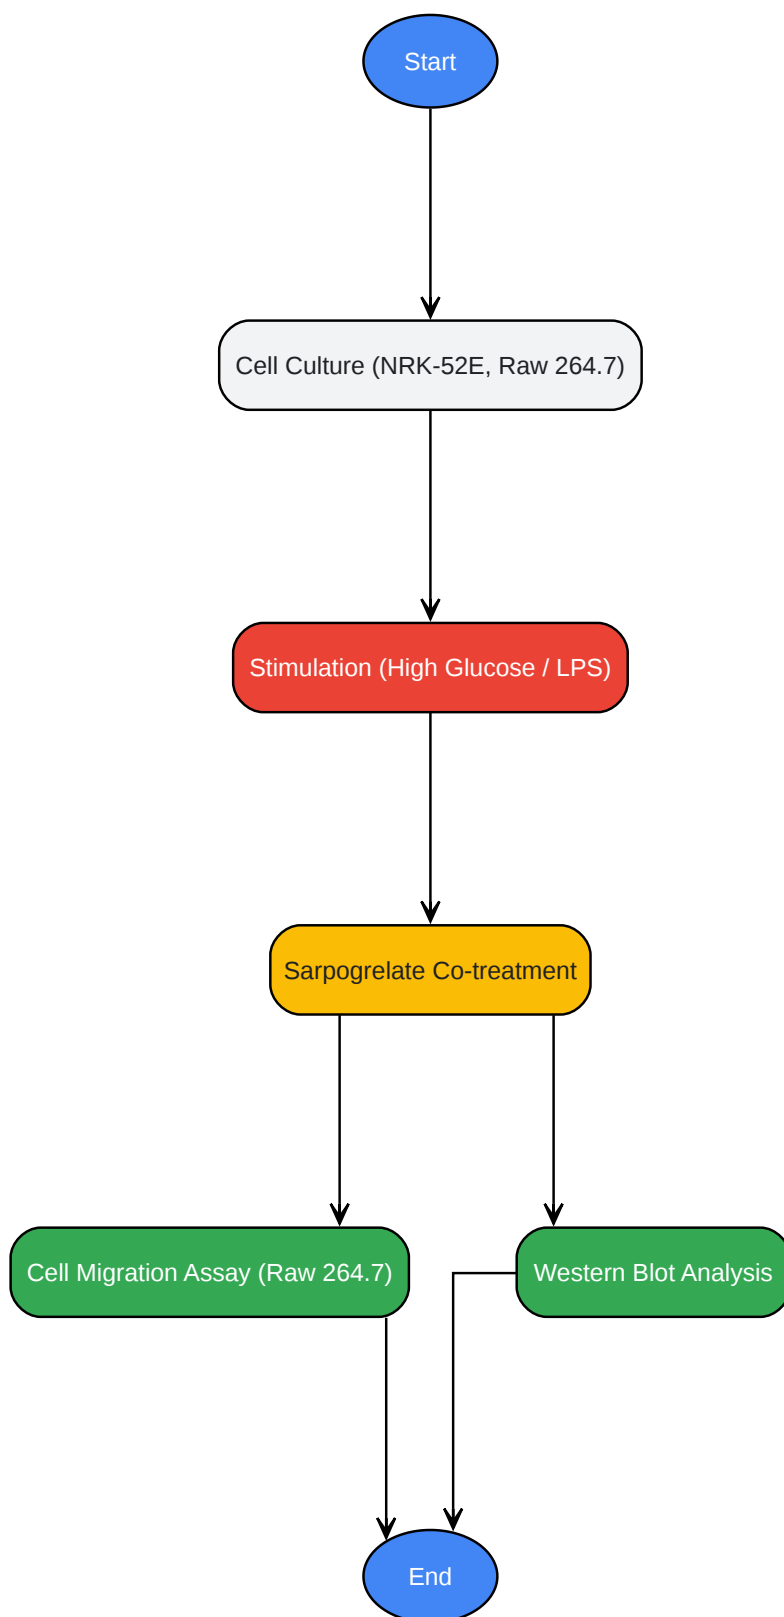 Start
Cell Culture (NRK-52E, Raw 264.7)
Stimulation (High Glucose / LPS)
Sarpogrelate Co-treatment
Cell Migration Assay (Raw 264.7)
Western Blot Analysis
End